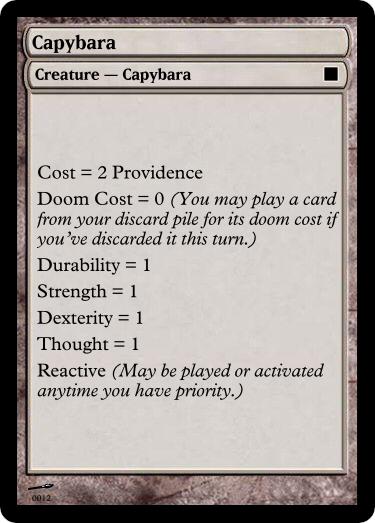 Capybara
Creature — Capybara
Cost = 2 Providence
Doom Cost = 0 (You may play a card
from your discard pile for its doom cost if
you've discarded it this turn.)
Durability = 1
Strength = 1
Dexterity = 1
Thought = 1
Reactive (May be played or activated
anytime you have priority.)
0012